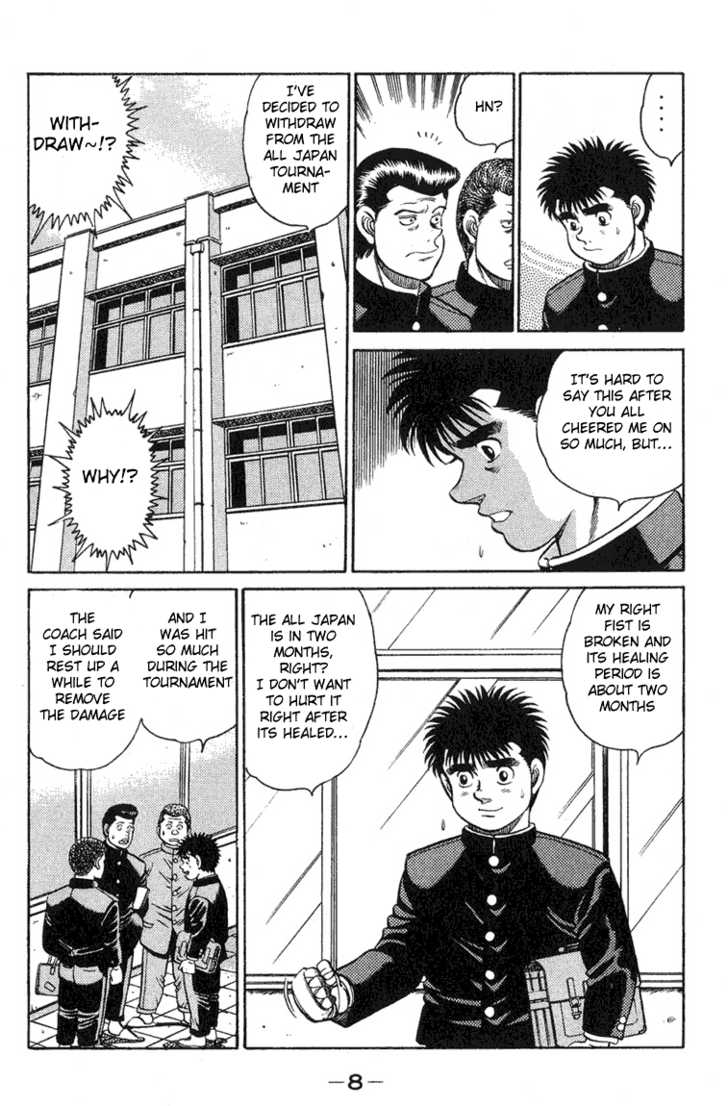 . . . .
HN?
IT'S HARD TO
SAY THIS AFTER
YOU ALL
CHEERED ME ON
SO MUCH, BUT...
I'VE
DECIDED TO
WITHDRAW
FROM THE
ALL JAPAN
TOURNA-
MENT
WITH-
DRAW~!?
WHY!?
MY RIGHT
FIST IS
BROKEN AND
ITS HEALING
PERIOD IS
ABOUT TWO
MONTHS
THE ALL JAPAN
IS IN TWO
MONTHS,
RIGHT?
I DON'T WANT
TO HURT IT
RIGHT AFTER
ITS HEALED...
AND I
WAS HIT
SO MUCH
DURING THE
TOURNAMENT
THE
COACH SAID
I SHOULD
REST UP A
WHILE TO
REMOVE
THE DAMAGE
—8—